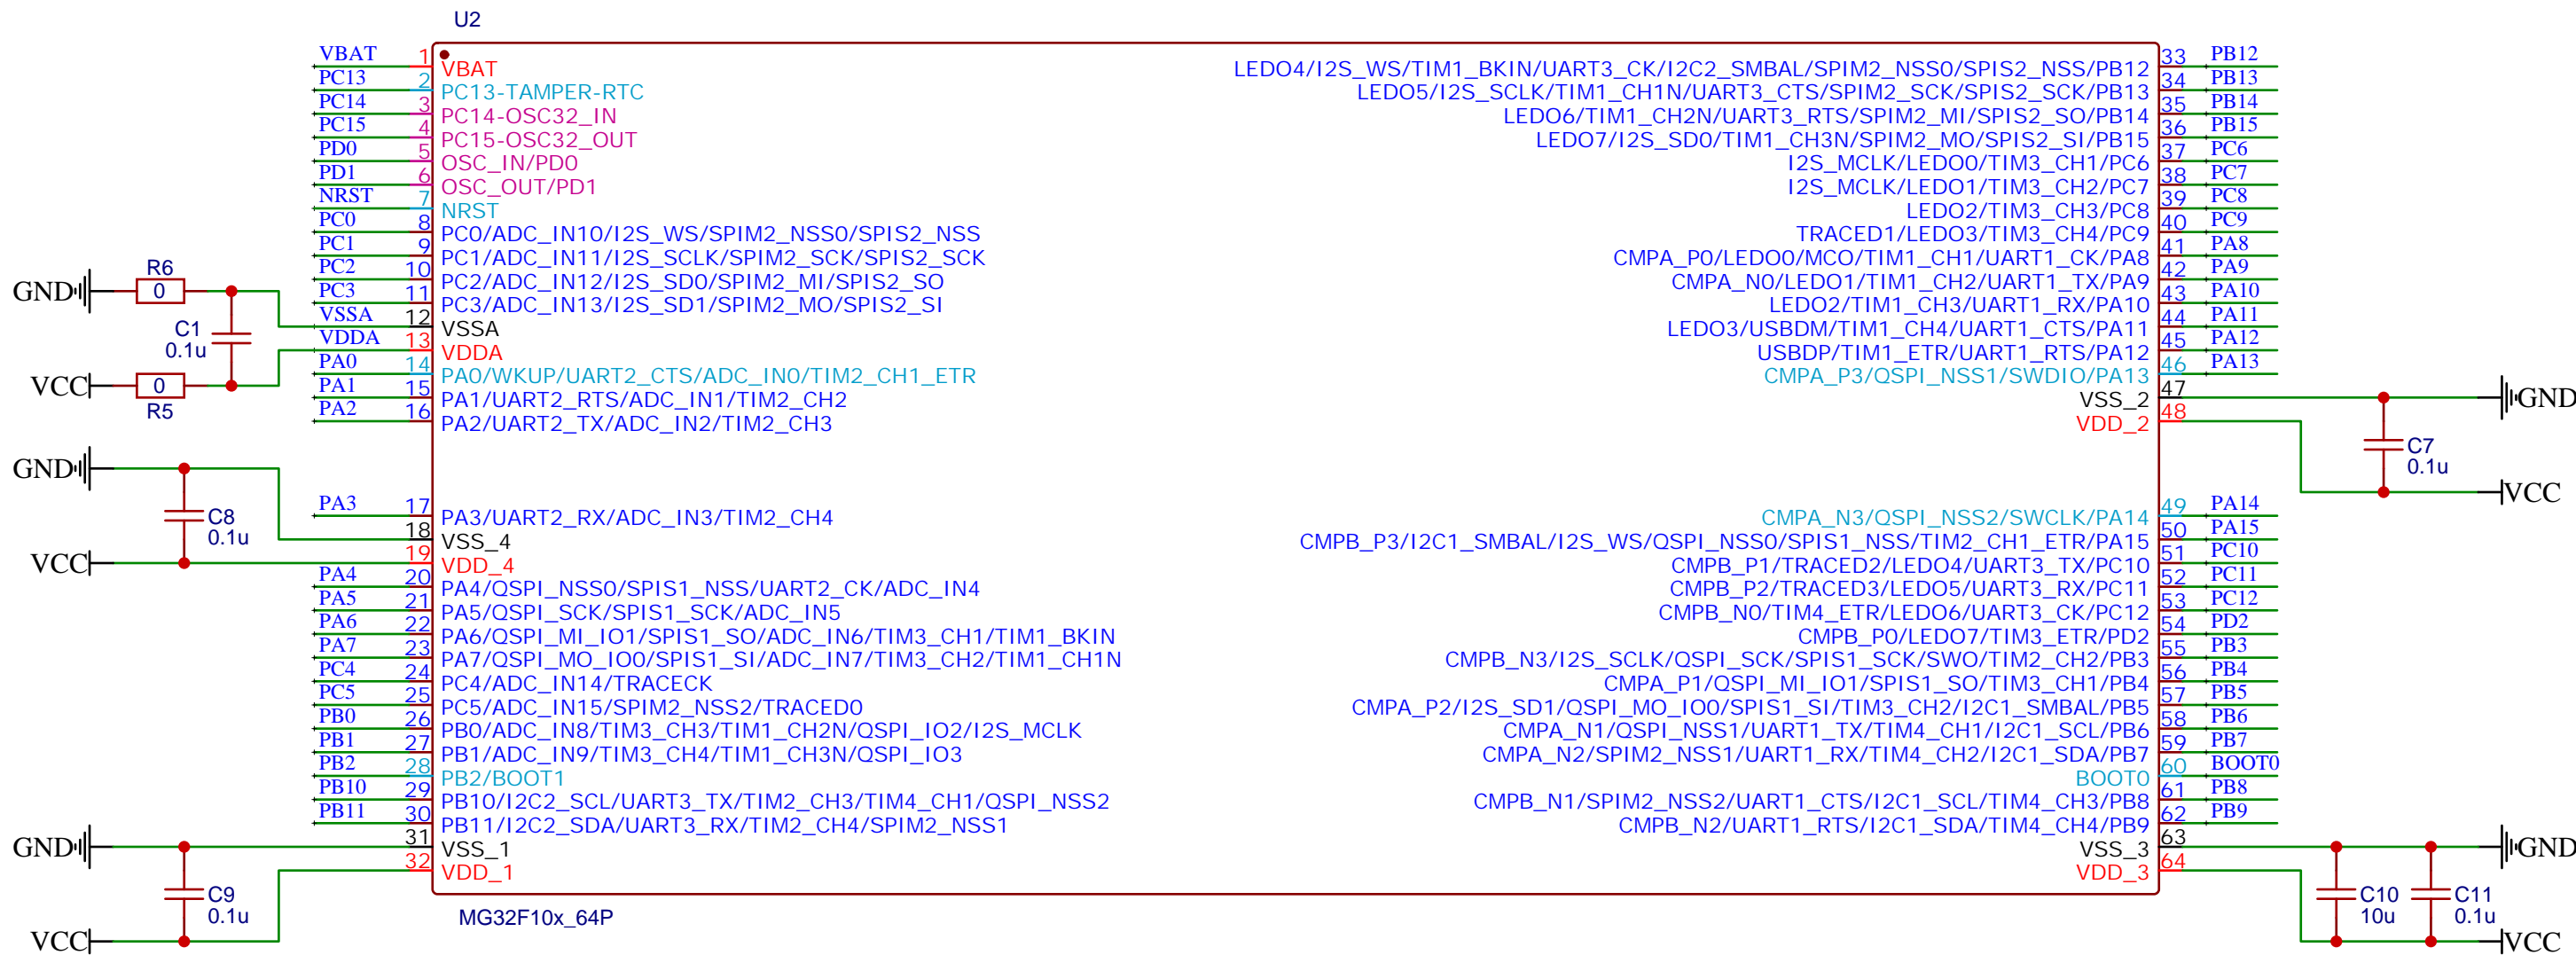 U2
VBAT 1 VBAT
PC13 2 PC13-TAMPER-RTC
PC14 3 PC14-OSC32_IN
PC15 4 PC15-OSC32_OUT
PD0 5 OSC_IN/PD0
PD1 6 OSC_OUT/PD1
NRST 7 NRST
PC0 8 PC0/ADC_IN10/I2S_WS/SPIM2_NSS0/SPIS2_NSS
PC1 9 PC1/ADC_IN11/I2S_SCLK/SPIM2_SCK/SPIS2_SCK
PC2 10 PC2/ADC_IN12/I2S_SD0/SPIM2_MI/SPIS2_SO
PC3 11 PC3/ADC_IN13/I2S_SD1/SPIM2_MO/SPIS2_SI
VSSA 12 VSSA
VDDA 13 VDDA
PA0 14 PA0/WKUP/UART2_CTS/ADC_IN0/TIM2_CH1_ETR
PA1 15 PA1/UART2_RTS/ADC_IN1/TIM2_CH2
PA2 16 PA2/UART2_TX/ADC_IN2/TIM2_CH3
GND R6 0
C1 0.1u
VCC 0 R5
PA3 17 PA3/UART2_RX/ADC_IN3/TIM2_CH4
18 VSS_4
19 VDD_4
GND
C8 0.1u
VCC
PA4 20 PA4/QSPI_NSS0/SPIS1_NSS/UART2_CK/ADC_IN4
PA5 21 PA5/QSPI_SCK/SPIS1_SCK/ADC_IN5
PA6 22 PA6/QSPI_MI_IO1/SPIS1_SO/ADC_IN6/TIM3_CH1/TIM1_BKIN
PA7 23 PA7/QSPI_MO_IO0/SPIS1_SI/ADC_IN7/TIM3_CH2/TIM1_CH1N
PC4 24 PC4/ADC_IN14/TRACECK
PC5 25 PC5/ADC_IN15/SPIM2_NSS2/TRACED0
PB0 26 PB0/ADC_IN8/TIM3_CH3/TIM1_CH2N/QSPI_IO2/I2S_MCLK
PB1 27 PB1/ADC_IN9/TIM3_CH4/TIM1_CH3N/QSPI_IO3
PB2 28 PB2/BOOT1
PB10 29 PB10/I2C2_SCL/UART3_TX/TIM2_CH3/TIM4_CH1/QSPI_NSS2
PB11 30 PB11/I2C2_SDA/UART3_RX/TIM2_CH4/SPIM2_NSS1
31 VSS_1
32 VDD_1
GND
C9 0.1u
VCC
LEDO4/I2S_WS/TIM1_BKIN/UART3_CK/I2C2_SMBAL/SPIM2_NSS0/SPIS2_NSS/PB12 33 PB12
LEDO5/I2S_SCLK/TIM1_CH1N/UART3_CTS/SPIM2_SCK/SPIS2_SCK/PB13 34 PB13
LEDO6/TIM1_CH2N/UART3_RTS/SPIM2_MI/SPIS2_SO/PB14 35 PB14
LEDO7/I2S_SD0/TIM1_CH3N/SPIM2_MO/SPIS2_SI/PB15 36 PB15
I2S_MCLK/LEDO0/TIM3_CH1/PC6 37 PC6
I2S_MCLK/LEDO1/TIM3_CH2/PC7 38 PC7
LEDO2/TIM3_CH3/PC8 39 PC8
TRACED1/LEDO3/TIM3_CH4/PC9 40 PC9
CMPA_P0/LEDO0/MCO/TIM1_CH1/UART1_CK/PA8 41 PA8
CMPA_N0/LEDO1/TIM1_CH2/UART1_TX/PA9 42 PA9
LEDO2/TIM1_CH3/UART1_RX/PA10 43 PA10
LEDO3/USBDM/TIM1_CH4/UART1_CTS/PA11 44 PA11
USBDP/TIM1_ETR/UART1_RTS/PA12 45 PA12
CMPA_P3/QSPI_NSS1/SWDIO/PA13 46 PA13
VSS_2 47
VDD_2 48
GND
C7 0.1u
VCC
CMPA_N3/QSPI_NSS2/SWCLK/PA14 49 PA14
CMPB_P3/I2C1_SMBAL/I2S_WS/QSPI_NSS0/SPIS1_NSS/TIM2_CH1_ETR/PA15 50 PA15
CMPB_P1/TRACED2/LEDO4/UART3_TX/PC10 51 PC10
CMPB_P2/TRACED3/LEDO5/UART3_RX/PC11 52 PC11
CMPB_N0/TIM4_ETR/LEDO6/UART3_CK/PC12 53 PC12
CMPB_P0/LEDO7/TIM3_ETR/PD2 54 PD2
CMPB_N3/I2S_SCLK/QSPI_SCK/SPIS1_SCK/SWO/TIM2_CH2/PB3 55 PB3
CMPA_P1/QSPI_MI_IO1/SPIS1_SO/TIM3_CH1/PB4 56 PB4
CMPA_P2/I2S_SD1/QSPI_MO_IO0/SPIS1_SI/TIM3_CH2/I2C1_SMBAL/PB5 57 PB5
CMPA_N1/QSPI_NSS1/UART1_TX/TIM4_CH1/I2C1_SCL/PB6 58 PB6
CMPA_N2/SPIM2_NSS1/UART1_RX/TIM4_CH2/I2C1_SDA/PB7 59 PB7
BOOT0 60 BOOT0
CMPB_N1/SPIM2_NSS2/UART1_CTS/I2C1_SCL/TIM4_CH3/PB8 61 PB8
CMPB_N2/UART1_RTS/I2C1_SDA/TIM4_CH4/PB9 62 PB9
VSS_3 63
VDD_3 64
GND
C10 10u
C11 0.1u
VCC
MG32F10x_64P